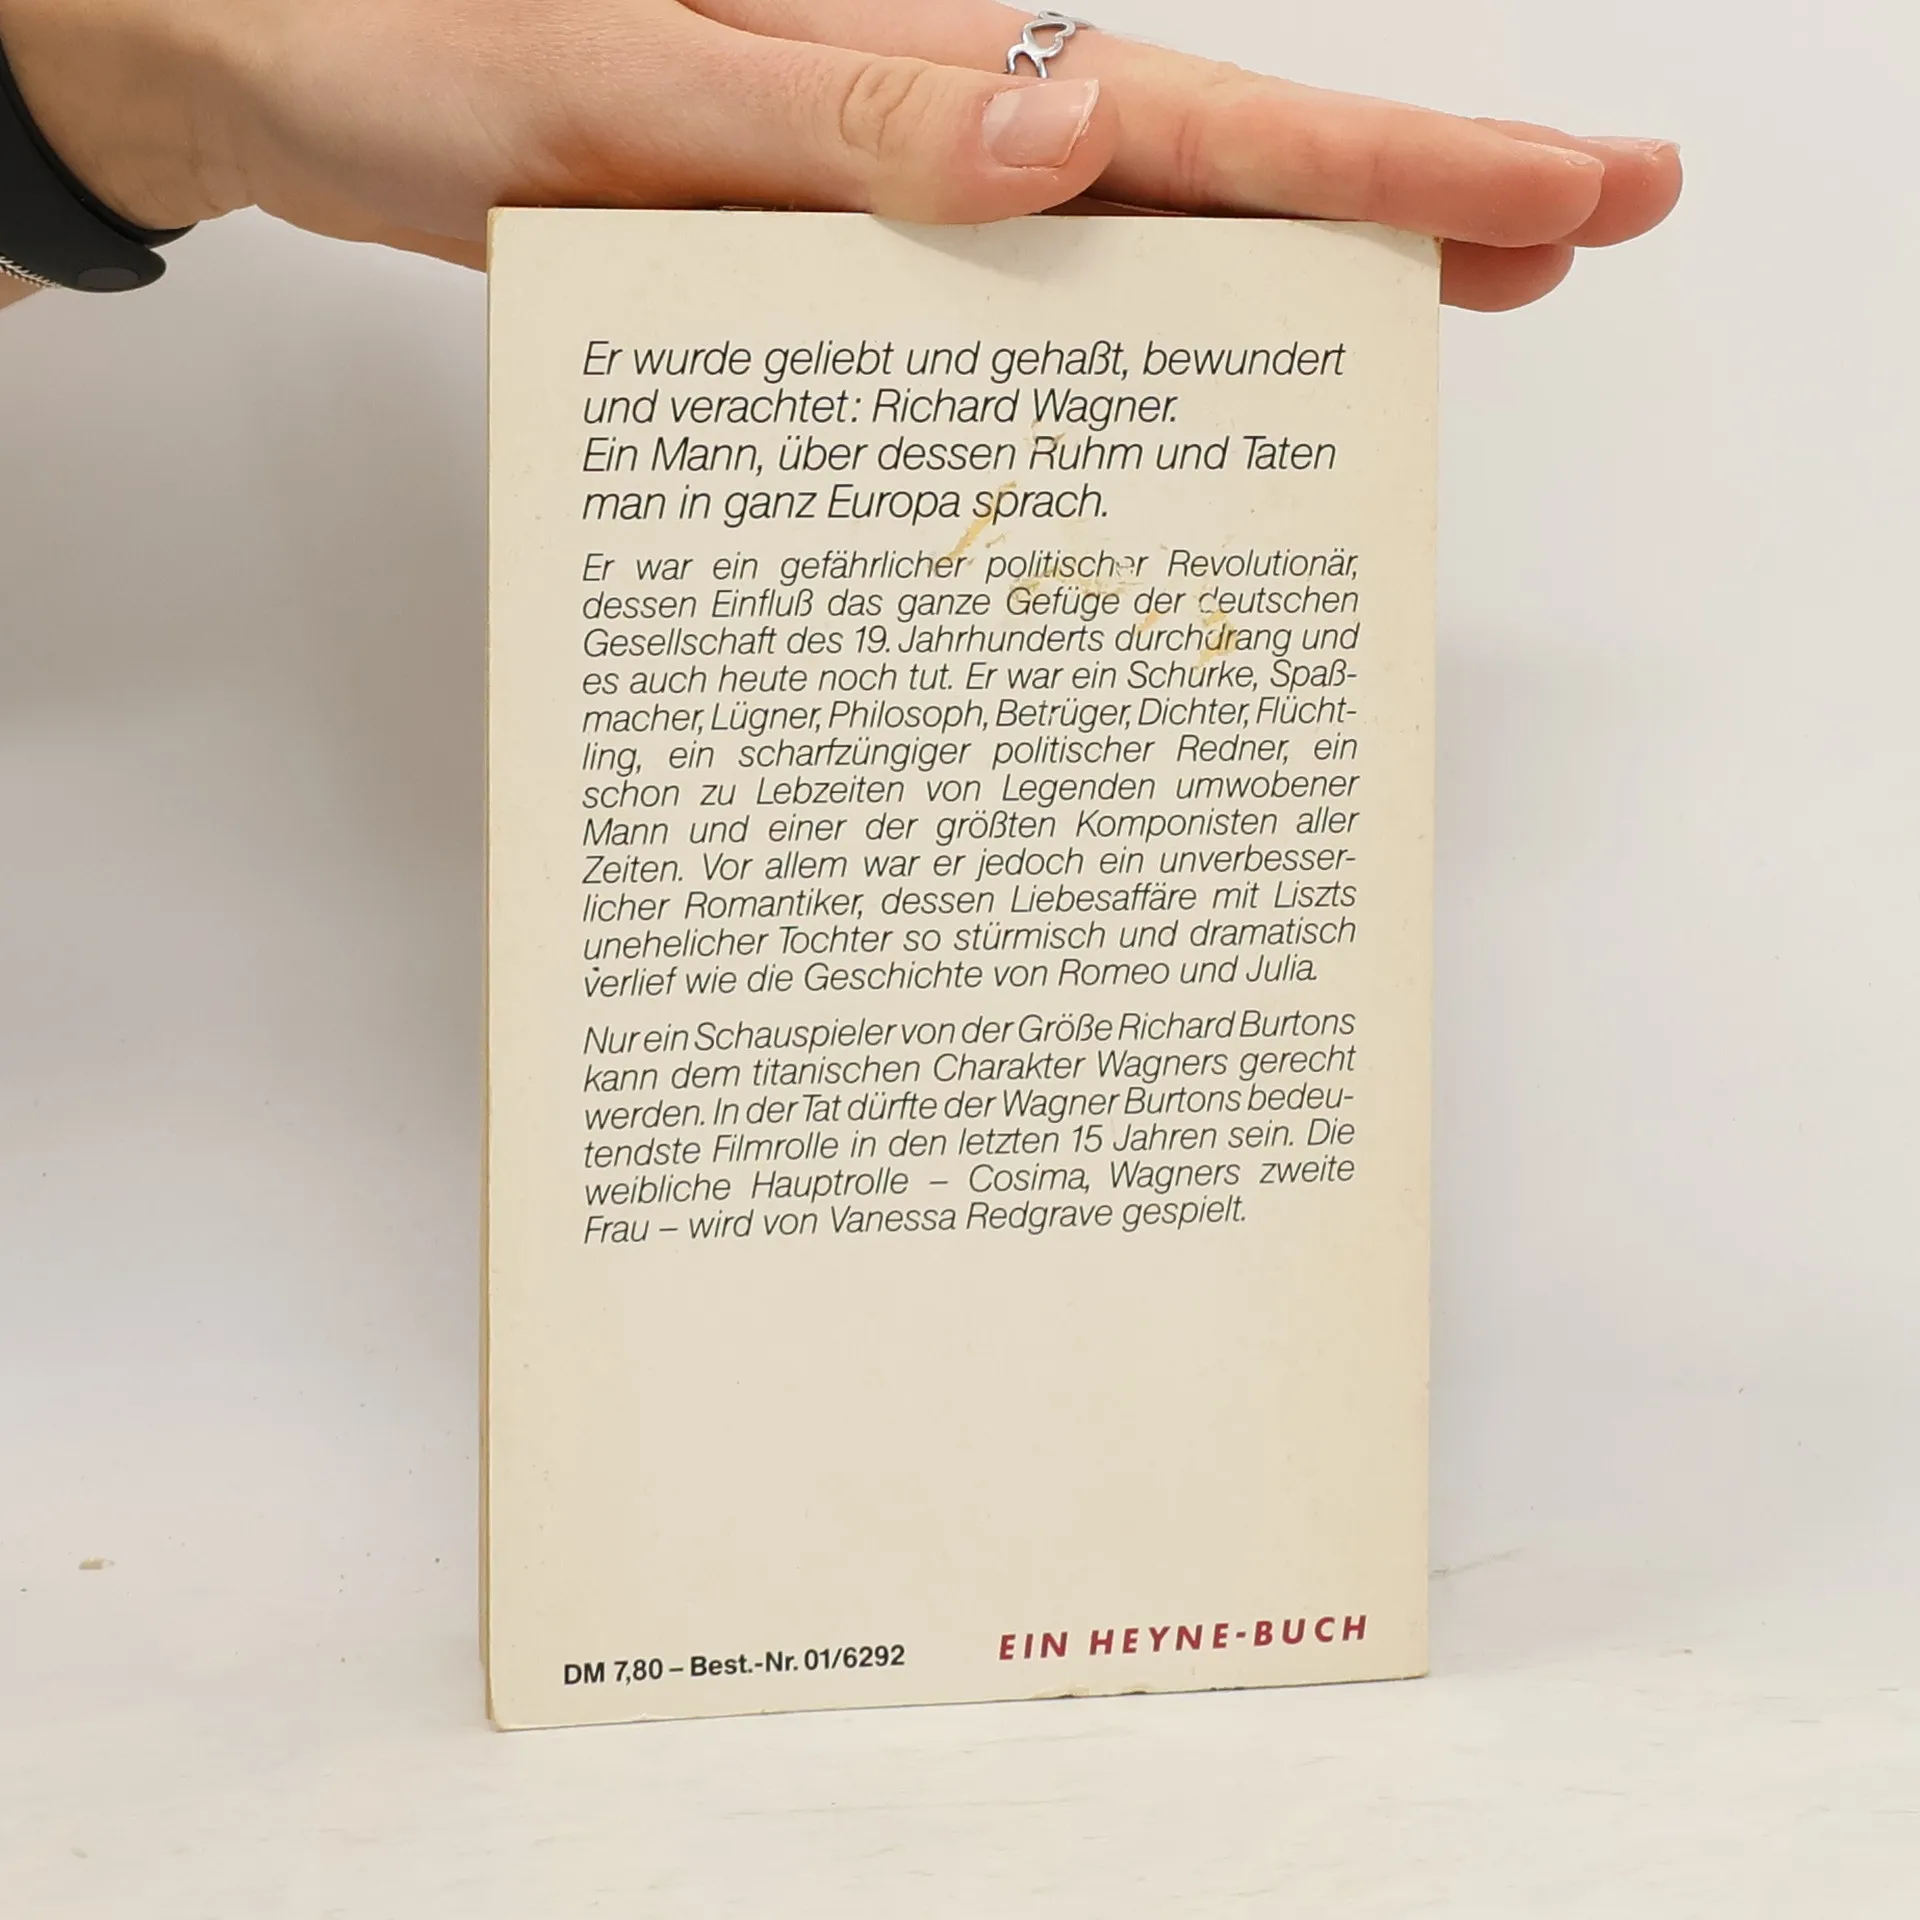 Er wurde geliebt und gehaßt, bewundert
und verachtet: Richard Wagner.
Ein Mann, über dessen Ruhm und Taten
man in ganz Europa sprach.
Er war ein gefährlicher politischer Revolutionär,
dessen Einfluß das ganze Gefüge der deutschen
Gesellschaft des 19. Jahrhunderts durchdrang und
es auch heute noch tut. Er war ein Schurke, Spaß-
macher, Lügner, Philosoph, Betrüger, Dichter, Flücht-
ling, ein scharfzüngiger politischer Redner, ein
schon zu Lebzeiten von Legenden umwobener
Mann und einer der größten Komponisten aller
Zeiten. Vor allem war er jedoch ein unverbesser-
licher Romantiker, dessen Liebesaffäre mit Liszts
unehelicher Tochter so stürmisch und dramatisch
verlief wie die Geschichte von Romeo und Julia.
Nur ein Schauspieler von der Größe Richard Burtons
kann dem titanischen Charakter Wagners gerecht
werden. In der Tat dürfte der Wagner Burtons bedeu-
tendste Filmrolle in den letzten 15 Jahren sein. Die
weibliche Hauptrolle – Cosima, Wagners zweite
Frau – wird von Vanessa Redgrave gespielt.
DM 7,80 – Best.-Nr. 01/6292
EIN HEYNE-BUCH